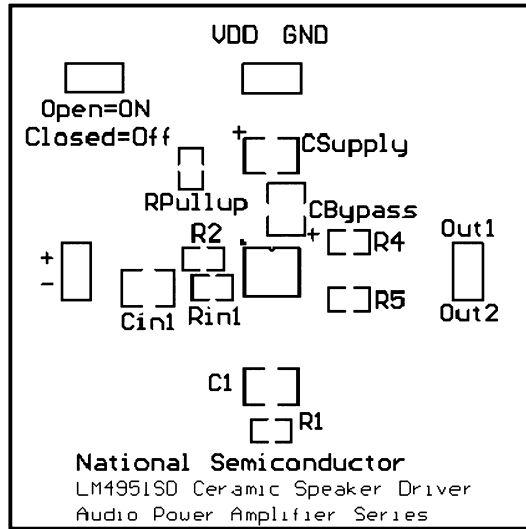 VDD GND
Open=ON
Closed=Off
+
CSupply
RPullup
CBypass
+
R2
R4
Out1
+
-
Cin1
Rin1
R5
Out2
C1
R1
National Semiconductor
LM4951SD Ceramic Speaker Driver
Audio Power Amplifier Series